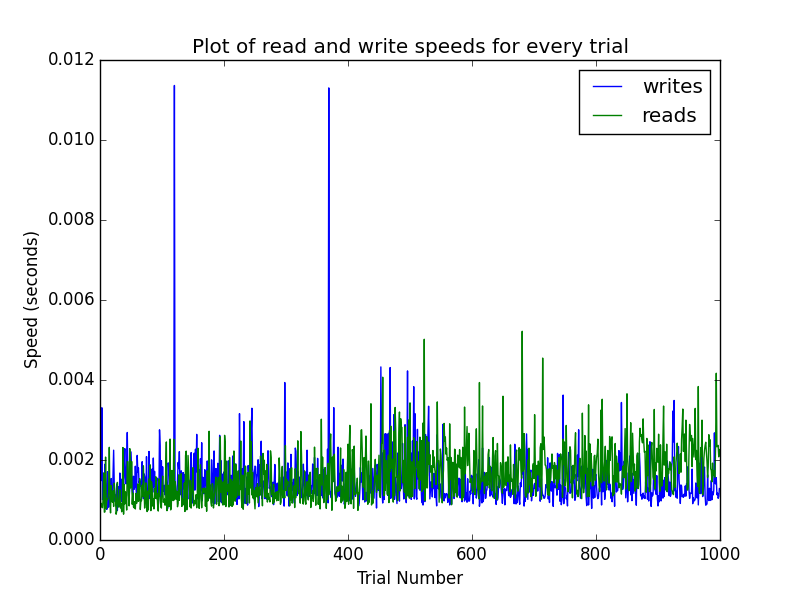 Plot of read and write speeds for every trial
0.012
writes
reads
0.010
0.008
0.006
0.004
0.002
0.000
Speed (seconds)
0 200 400 600 800 1000
Trial Number